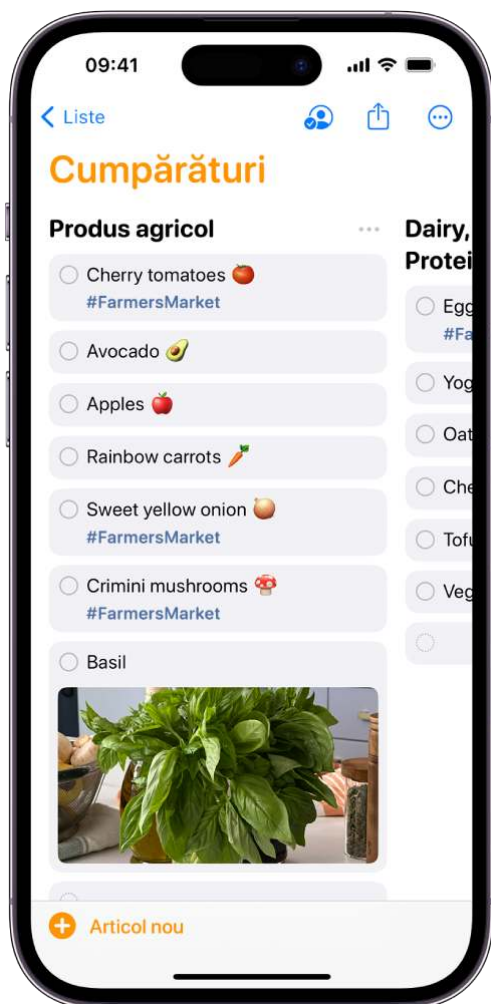 09:41
Liste
Cumpărături
Produs agricol
Cherry tomatoes 🍅
#FarmersMarket
Avocado 🥑
Apples 🍎
Rainbow carrots 🥕
Sweet yellow onion 🧅
#FarmersMarket
Crimini mushrooms 🍄
#FarmersMarket
Basil
Dairy,
Protei
Egg
#Fa
Yog
Oat
Che
Tofu
Veg
Articol nou